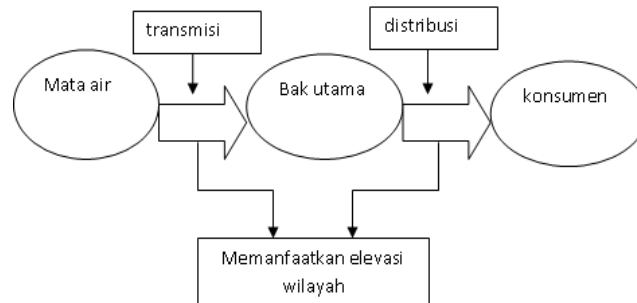 transmisi
distribusi
Mata air
Bak utama
konsumen
Memanfaatkan elevasi
wilayah